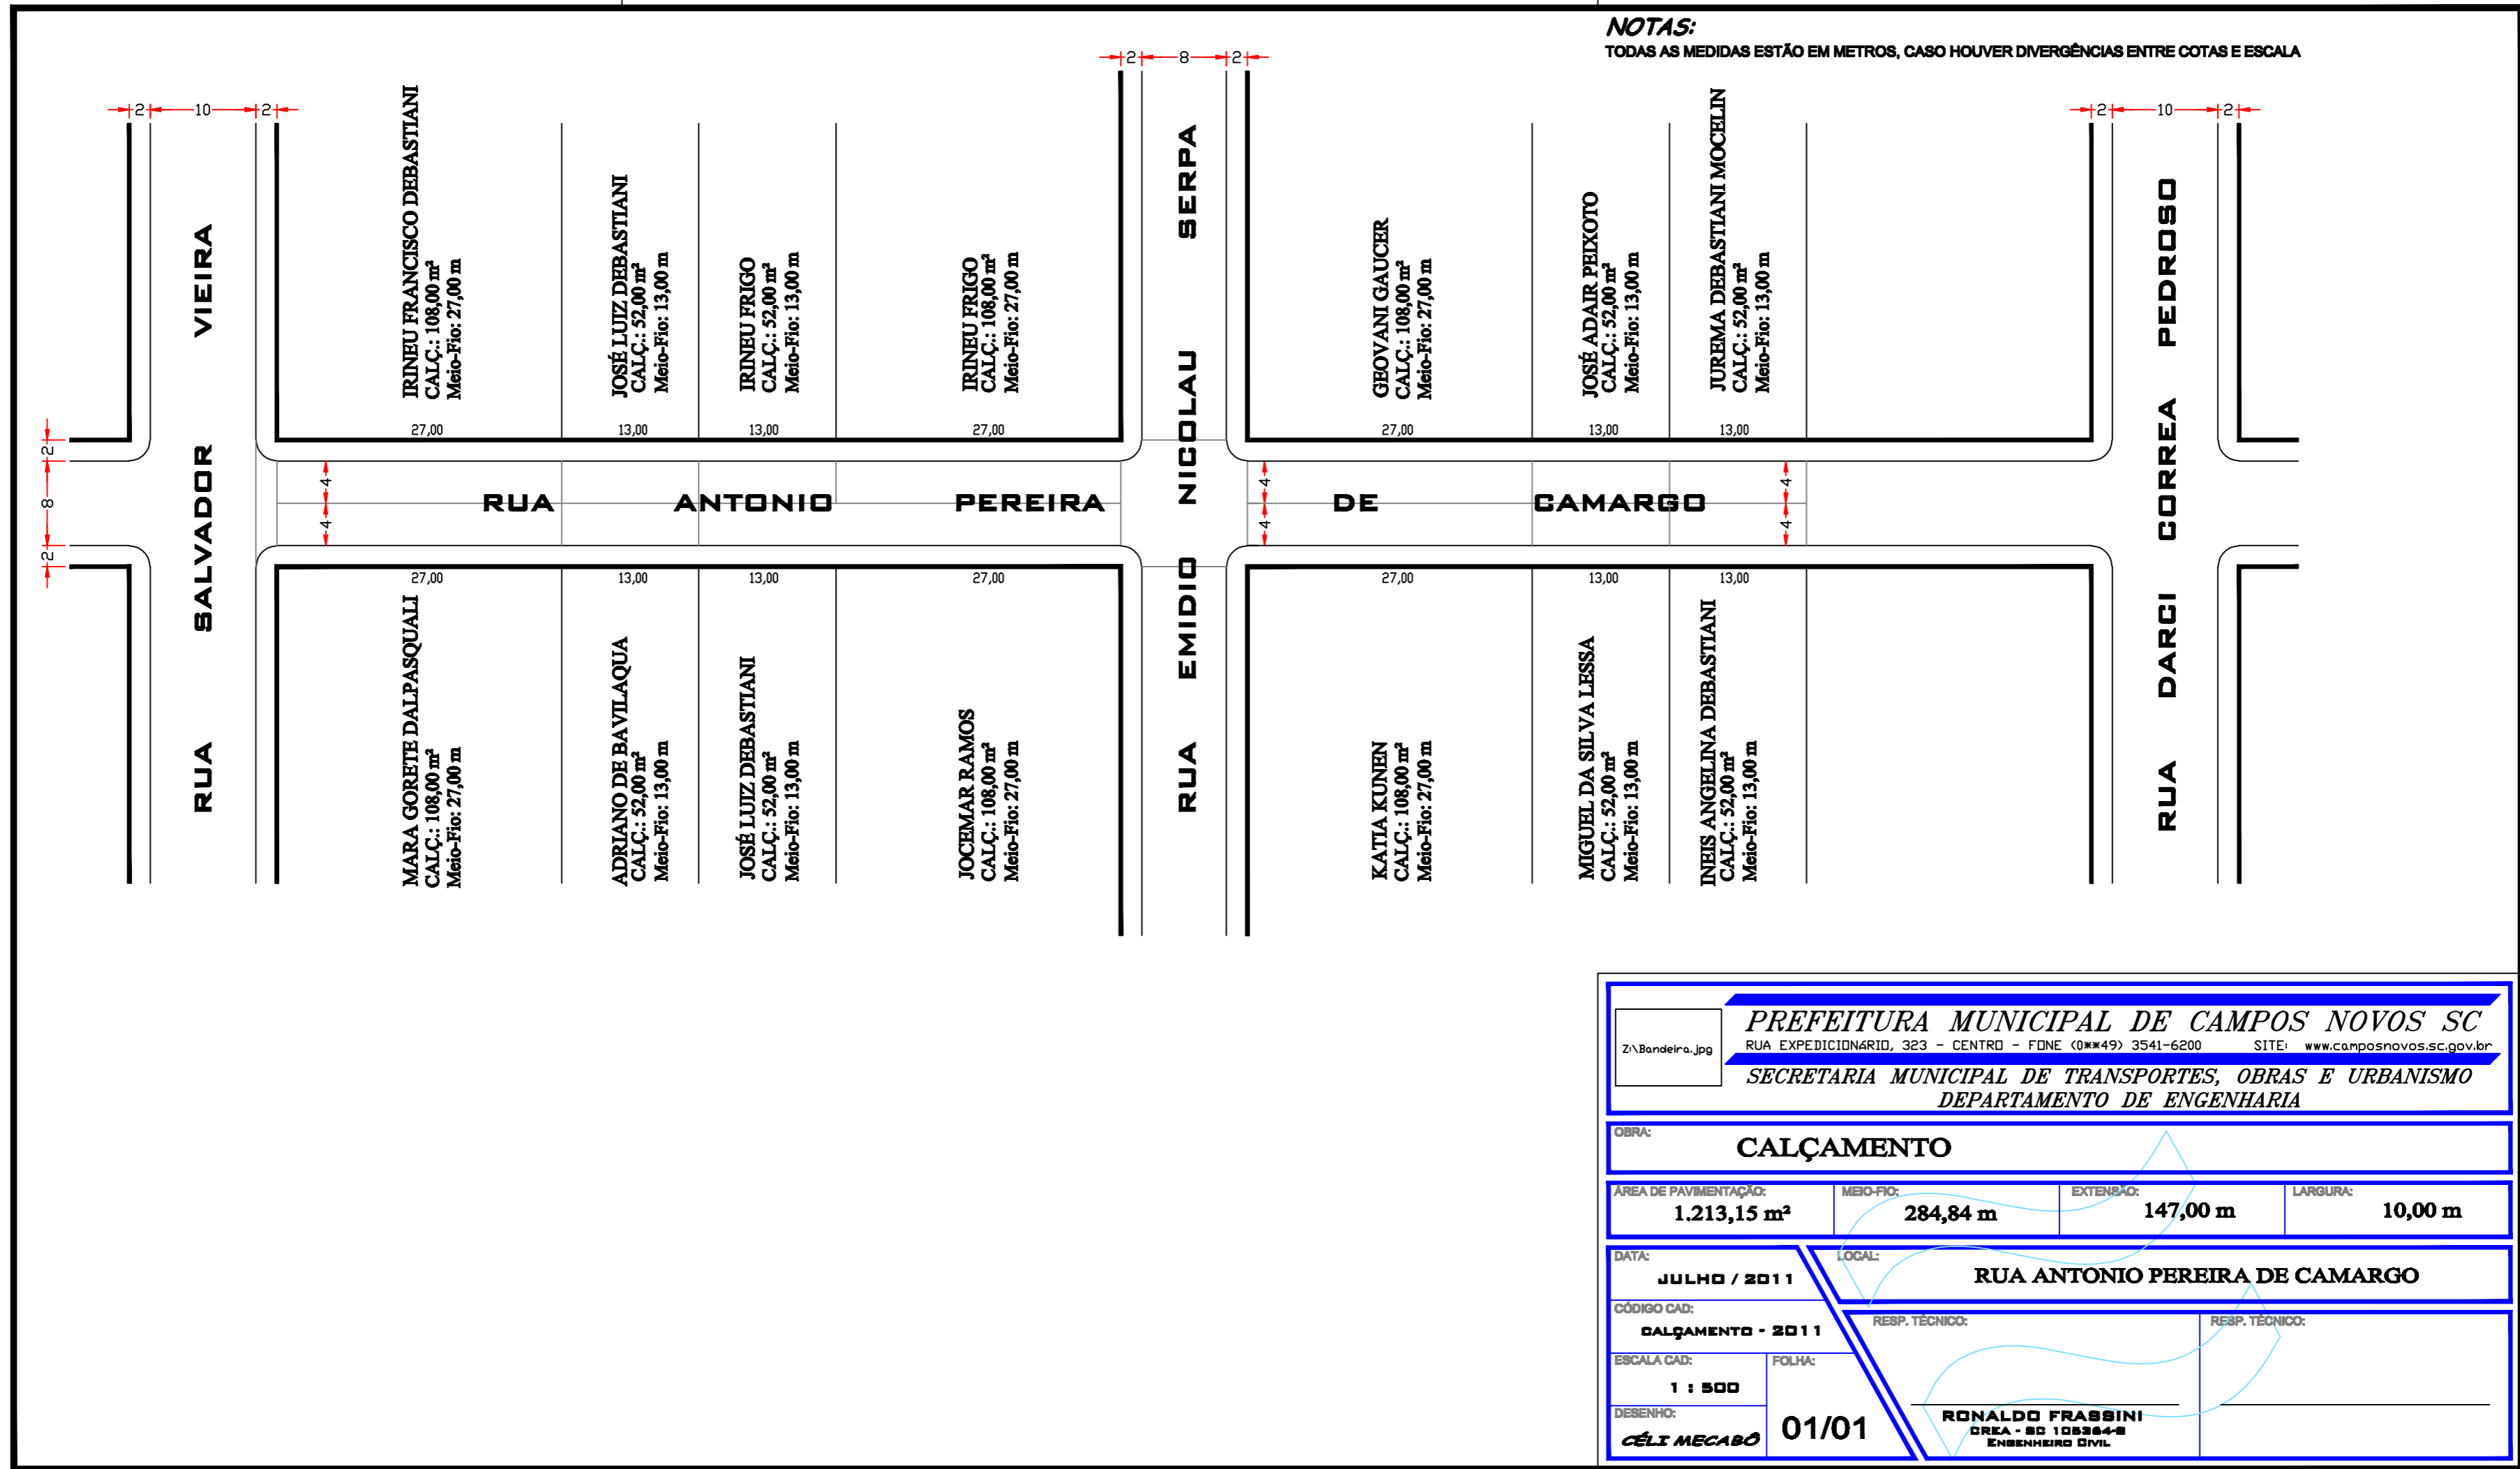 NOTAS:
TODAS AS MEDIDAS ESTÃO EM METROS, CASO HOUVER DIVERGÊNCIAS ENTRE COTAS E ESCALA
2 8 2
2 10 2
2 10 2
IRINEU FRANCISCO DEBASTIANI
CALÇ.: 108,00 m²
Meio-Fio: 27,00 m
JOSÉ LUIZ DEBASTIANI
CALÇ.: 52,00 m²
Meio-Fio: 13,00 m
IRINEU FRIGO
CALÇ.: 52,00 m²
Meio-Fio: 13,00 m
IRINEU FRIGO
CALÇ.: 108,00 m²
Meio-Fio: 27,00 m
GEOVANI GAUCER
CALÇ.: 108,00 m²
Meio-Fio: 27,00 m
JOSÉ ADAIR PEIXOTO
CALÇ.: 52,00 m²
Meio-Fio: 13,00 m
JUREMA DEBASTIANI MOCELIN
CALÇ.: 52,00 m²
Meio-Fio: 13,00 m
27,00 13,00 13,00 27,00 27,00 13,00 13,00
2
8
2
4
4
4
4
4
4
RUA ANTONIO PEREIRA DE CAMARGO
RUA SALVADOR VIEIRA
RUA EMIDIO NICOLAU SERPA
RUA DARCI CORREA PEDROSO
27,00 13,00 13,00 27,00 27,00 13,00 13,00
MARA GORETE DALPASQUALI
CALÇ.: 108,00 m²
Meio-Fio: 27,00 m
ADRIANO DE BAVILAQUA
CALÇ.: 52,00 m²
Meio-Fio: 13,00 m
JOSÉ LUIZ DEBASTIANI
CALÇ.: 52,00 m²
Meio-Fio: 13,00 m
JOCEMAR RAMOS
CALÇ.: 108,00 m²
Meio-Fio: 27,00 m
KATIA KUNEN
CALÇ.: 108,00 m²
Meio-Fio: 27,00 m
MIGUEL DA SILVA LESSA
CALÇ.: 52,00 m²
Meio-Fio: 13,00 m
INEIS ANGELINA DEBASTIANI
CALÇ.: 52,00 m²
Meio-Fio: 13,00 m
Z:\Bandeira.jpg
PREFEITURA MUNICIPAL DE CAMPOS NOVOS SC
RUA EXPEDICIONÁRIO, 323 - CENTRO - FONE (0**49) 3541-6200 SITE: www.camposnovos.sc.gov.br
SECRETARIA MUNICIPAL DE TRANSPORTES, OBRAS E URBANISMO
DEPARTAMENTO DE ENGENHARIA
OBRA:
CALÇAMENTO
ÁREA DE PAVIMENTAÇÃO: MEIO-FIO: EXTENSÃO: LARGURA:
1.213,15 m² 284,84 m 147,00 m 10,00 m
DATA:
JULHO / 2011
LOCAL:
RUA ANTONIO PEREIRA DE CAMARGO
CÓDIGO CAD:
CALÇAMENTO - 2011
ESCALA CAD:
1 : 500
FOLHA:
01/01
DESENHO:
CÉLI MECABÔ
RESP. TÉCNICO:
RONALDO FRASSINI
CREA - SC
ENGENHEIRO CIVIL
RESP. TÉCNICO: